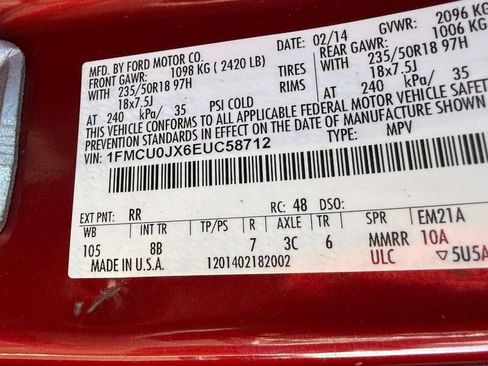 MFD. BY FORD MOTOR CO.
DATE: 02/14 GVWR: 2096 KG
FRONT GAWR: 1098 KG ( 2420 LB) REAR GAWR: 1006 KG
WITH 235/50R18 97H TIRES WITH 235/50R18 97H
18x7.5J RIMS 18x7.5J
AT 240 kPa/ 35 PSI COLD AT 240 kPa/ 35
THIS VEHICLE CONFORMS TO ALL APPLICABLE FEDERAL MOTOR VEHICLE SAFETY
PREVENTION STANDARDS IN EFFECT ON THE DATE OF MANUFACTURE SHOWN
VIN: 1FMCU0JX6EUC58712 TYPE: MPV
EXT PNT: RR RC: 48 DSO:
WB INT TR TP/PS R AXLE TR SPR EM21A
105 8B 7 3C 6 MMRR 10A
MADE IN U.S.A. 1201402182002 ULC ▽5U5A